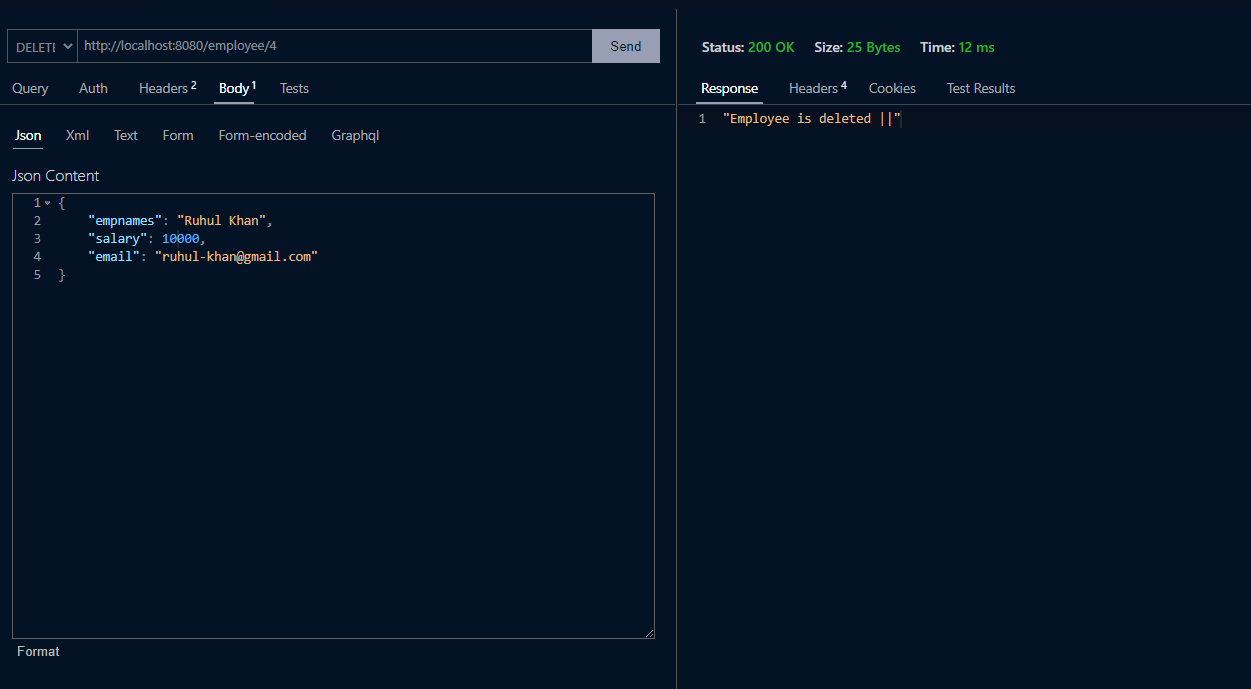 DELETE http://localhost:8080/employee/4 Send
Query Auth Headers 2 Body 1 Tests
Json Xml Text Form Form-encoded Graphql
Json Content
1 {
2 "empnames": "Ruhul Khan",
3 "salary": 10000,
4 "email": "ruhul-khan@gmail.com"
5 }
Format
Status: 200 OK Size: 25 Bytes Time: 12 ms
Response Headers 4 Cookies Test Results
1 "Employee is deleted ||"